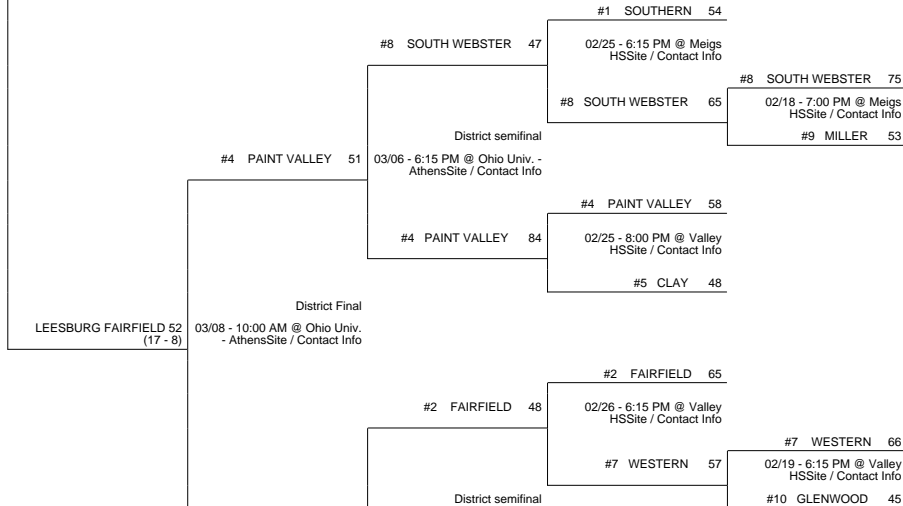 #1 SOUTHERN 54
#8 SOUTH WEBSTER 47
02/25 - 6:15 PM @ Meigs
HSSite / Contact Info
#8 SOUTH WEBSTER 75
#8 SOUTH WEBSTER 65
02/18 - 7:00 PM @ Meigs
HSSite / Contact Info
District semifinal
#9 MILLER 53
#4 PAINT VALLEY 51
03/06 - 6:15 PM @ Ohio Univ. -
AthensSite / Contact Info
#4 PAINT VALLEY 58
#4 PAINT VALLEY 84
02/25 - 8:00 PM @ Valley
HSSite / Contact Info
#5 CLAY 48
District Final
LEESBURG FAIRFIELD 52
(17 - 8)
03/08 - 10:00 AM @ Ohio Univ.
- AthensSite / Contact Info
#2 FAIRFIELD 65
#2 FAIRFIELD 48
02/26 - 6:15 PM @ Valley
HSSite / Contact Info
#7 WESTERN 66
#7 WESTERN 57
02/19 - 6:15 PM @ Valley
HSSite / Contact Info
District semifinal
#10 GLENWOOD 45